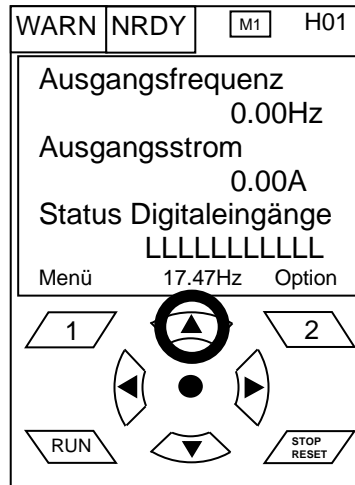 WARN NRDY M1 H01
Ausgangsfrequenz
0.00Hz
Ausgangsstrom
0.00A
Status Digitaleingänge
LLLLLLLLLLL
Menü 17.47Hz Option
1 2
RUN STOP
RESET